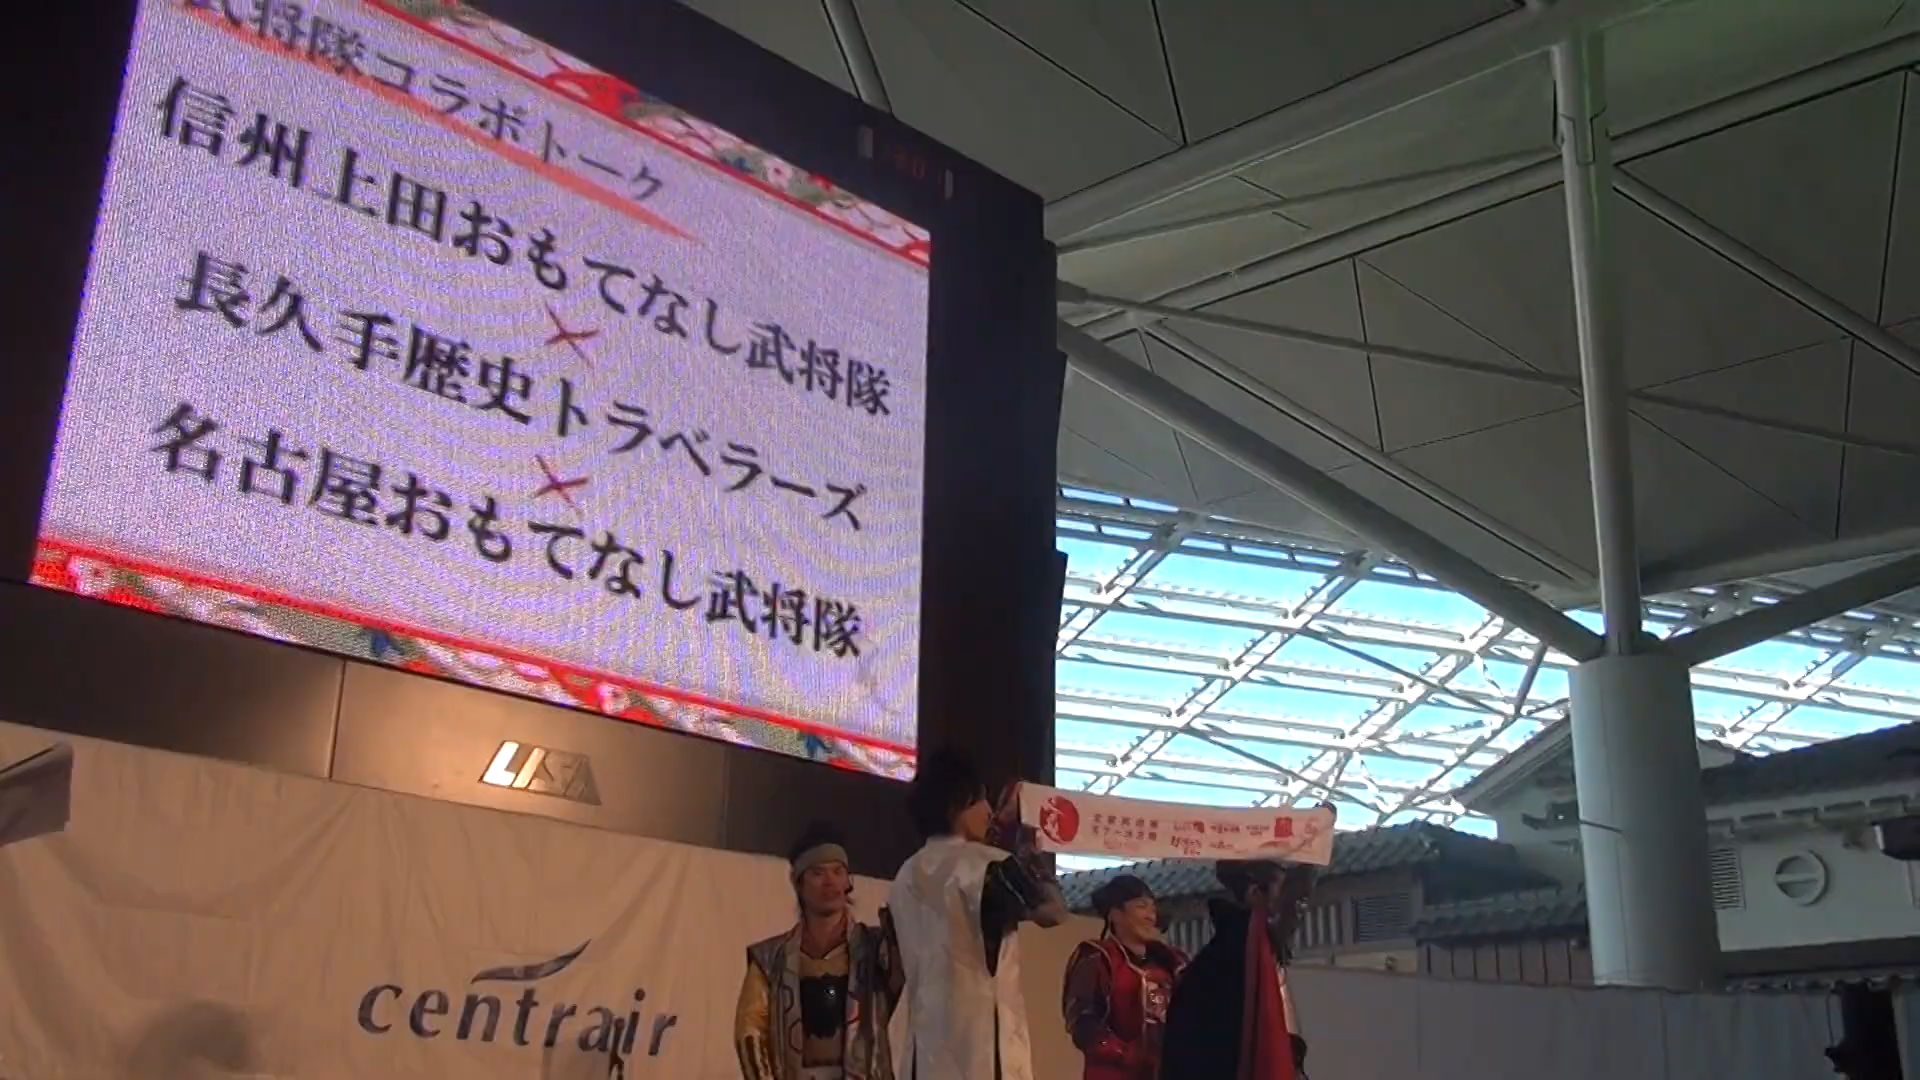 武将隊コラボトーク
信州上田おもてなし武将隊
×
長久手歴史トラベラーズ
×
名古屋おもてなし武将隊
centrair